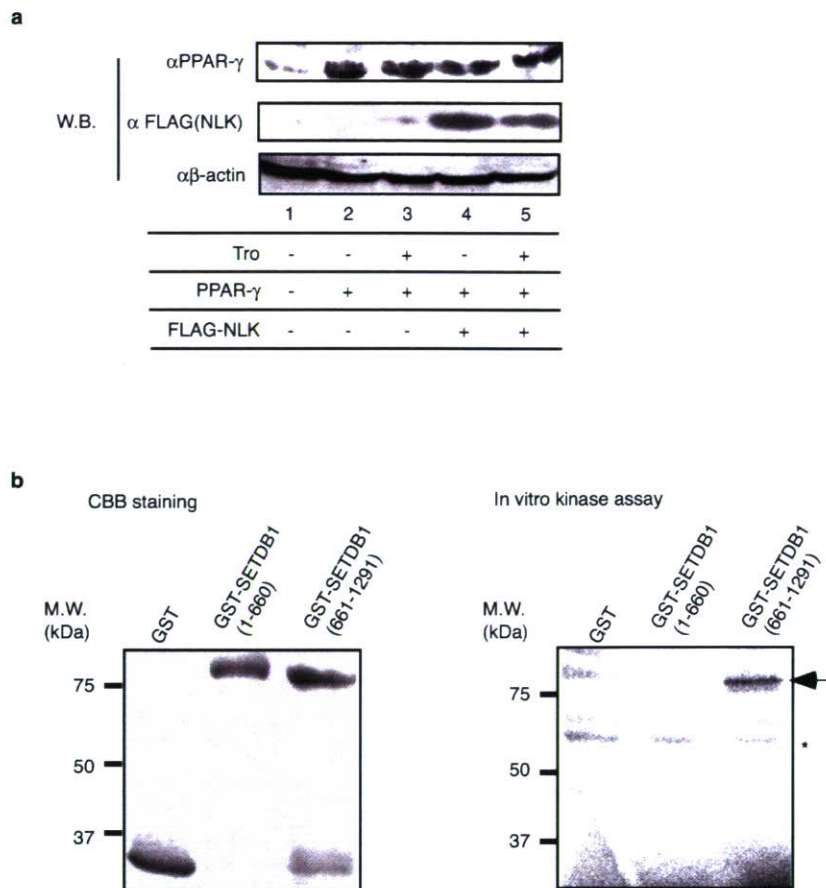 a
αPPAR-γ
W.B.
α FLAG(NLK)
αβ-actin
1 2 3 4 5
Tro - - + - +
PPAR-γ - + + + +
FLAG-NLK - - - + +
b
CBB staining
In vitro kinase assay
M.W.
(kDa)
GST
GST-SETDB1
(1-660)
GST-SETDB1
(661-1291)
75
50
37
M.W.
(kDa)
GST
GST-SETDB1
(1-660)
GST-SETDB1
(661-1291)
75
*
50
37